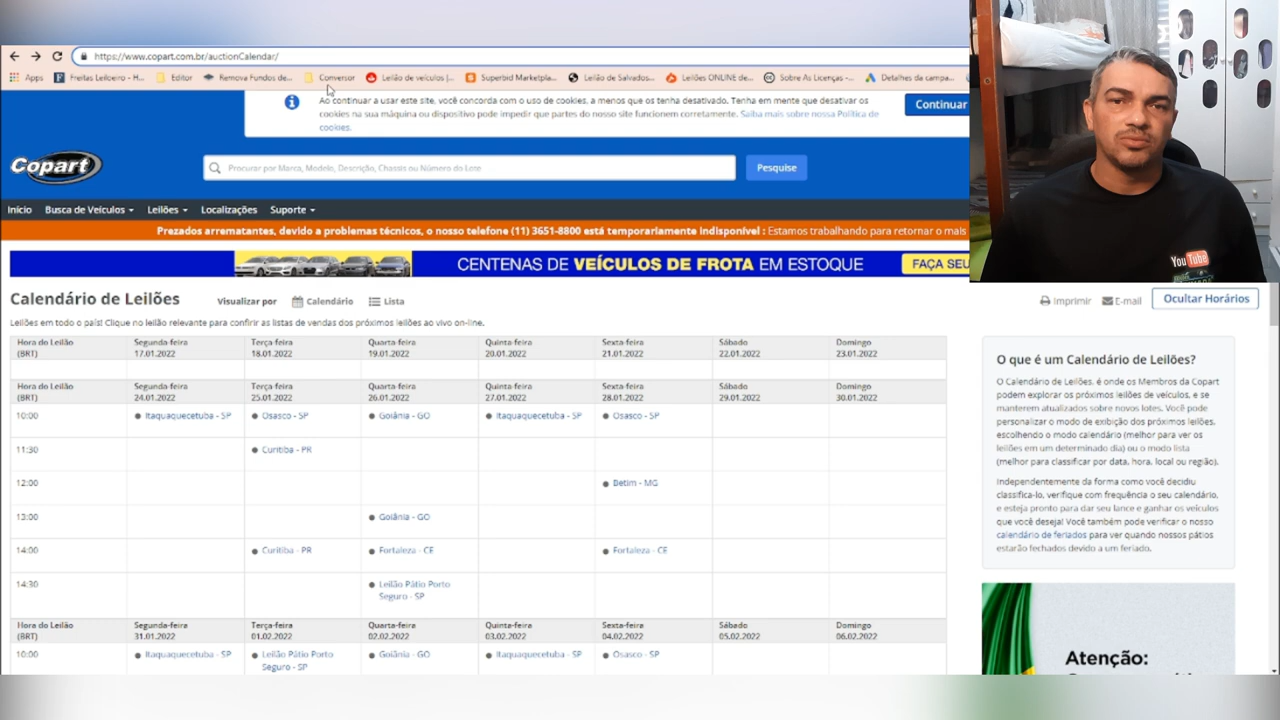 https://www.copart.com.br/auctionCalendar/
Apps Freitas Leiloeiro - H... Editor Remova Fundos de... Conversor Leilão de veículos |... Superbid Marketpla... Leilão de Salvados... Leilões ONLINE de... Sobre As Licenças -... Detalhes da campa...
Ao continuar a usar este site, você concorda com o uso de cookies, a menos que os tenha desativado. Tenha em mente que desativar os
cookies na sua máquina ou dispositivo pode impedir que partes do nosso site funcionem corretamente. Saiba mais sobre nossa Política de
cookies.
Continuar
Copart
Procurar por Marca, Modelo, Descrição, Chassis ou Número do Lote
Pesquise
Início Busca de Veículos Leilões Localizações Suporte
Prezados arrematantes, devido a problemas técnicos, o nosso telefone (11) 3651-8800 está temporariamente indisponível : Estamos trabalhando para retornar o mais
CENTENAS DE VEÍCULOS DE FROTA EM ESTOQUE FAÇA SEU
YouTube
Calendário de Leilões Visualizar por Calendário Lista
Imprimir E-mail Ocultar Horários
Leilões em todo o país! Clique no leilão relevante para confirir as listas de vendas dos próximos leilões ao vivo on-line.
Hora do Leilão Segunda-feira Terça-feira Quarta-feira Quinta-feira Sexta-feira Sábado Domingo
(BRT) 17.01.2022 18.01.2022 19.01.2022 20.01.2022 21.01.2022 22.01.2022 23.01.2022
Hora do Leilão Segunda-feira Terça-feira Quarta-feira Quinta-feira Sexta-feira Sábado Domingo
(BRT) 24.01.2022 25.01.2022 26.01.2022 27.01.2022 28.01.2022 29.01.2022 30.01.2022
10:00 Itaquaquecetuba - SP Osasco - SP Goiânia - GO Itaquaquecetuba - SP Osasco - SP
11:30 Curitiba - PR
12:00 Betim - MG
13:00 Goiânia - GO
14:00 Curitiba - PR Fortaleza - CE Fortaleza - CE
14:30 Leilão Pátio Porto
Seguro - SP
Hora do Leilão Segunda-feira Terça-feira Quarta-feira Quinta-feira Sexta-feira Sábado Domingo
(BRT) 31.01.2022 01.02.2022 02.02.2022 03.02.2022 04.02.2022 05.02.2022 06.02.2022
10:00 Itaquaquecetuba - SP Leilão Pátio Porto Goiânia - GO Itaquaquecetuba - SP Osasco - SP
Seguro - SP
O que é um Calendário de Leilões?
O Calendário de Leilões, é onde os Membros da Copart
podem explorar os próximos leilões de veículos, e se
manterem atualizados sobre novos lotes. Você pode
personalizar o modo de exibição dos próximos leilões,
escolhendo o modo calendário (melhor para ver os
leilões em um determinado dia) ou o modo lista
(melhor para classificar por data, hora, local ou região).
Independentemente da forma como você decidiu
classifica-lo, verifique com frequência o seu calendário,
e esteja pronto para dar seu lance e ganhar os veículos
que você deseja! Você também pode verificar o nosso
calendário de feriados para ver quando nossos pátios
estarão fechados devido a um feriado.
Atenção: